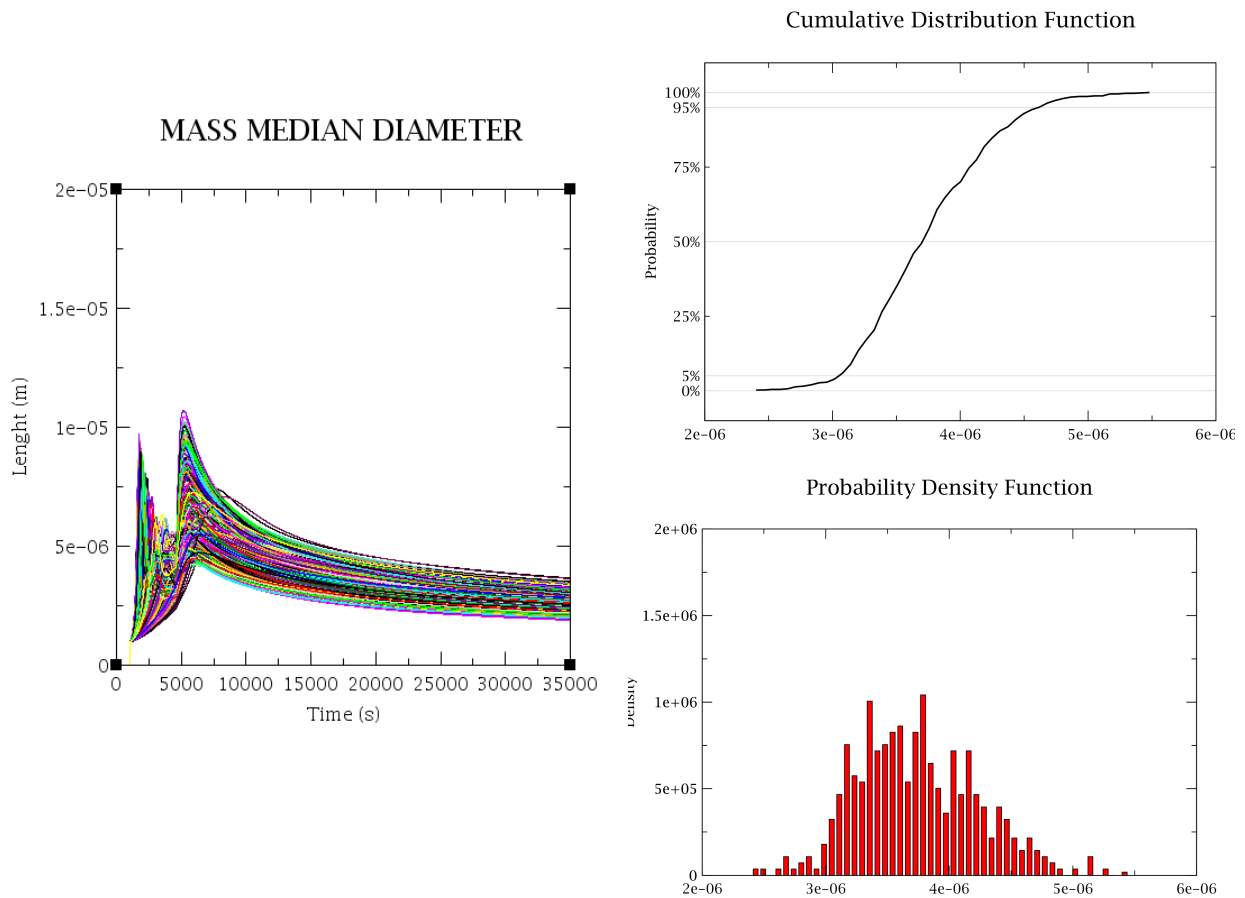 MASS MEDIAN DIAMETER
2e-05
1.5e-05
1e-05
5e-06
0
Lenght (m)
0 5000 10000 15000 20000 25000 30000 35000
Time (s)
Cumulative Distribution Function
100%
95%
75%
50%
25%
5%
0%
Probability
2e-06 3e-06 4e-06 5e-06 6e-06
Probability Density Function
2e+06
1.5e+06
1e+06
5e+05
0
Density
2e-06 3e-06 4e-06 5e-06 6e-06